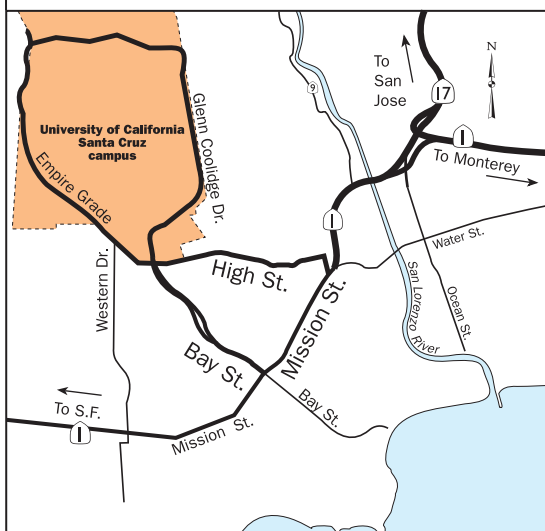 To
San
Jose
N
9
17
1
To Monterey
University of California
Santa Cruz
campus
Glenn Coolidge Dr.
Empire Grade
1
Water St.
High St.
Western Dr.
Mission St.
San Lorenzo
River
Ocean St.
Bay St.
Bay St.
To S.F.
1
Mission St.